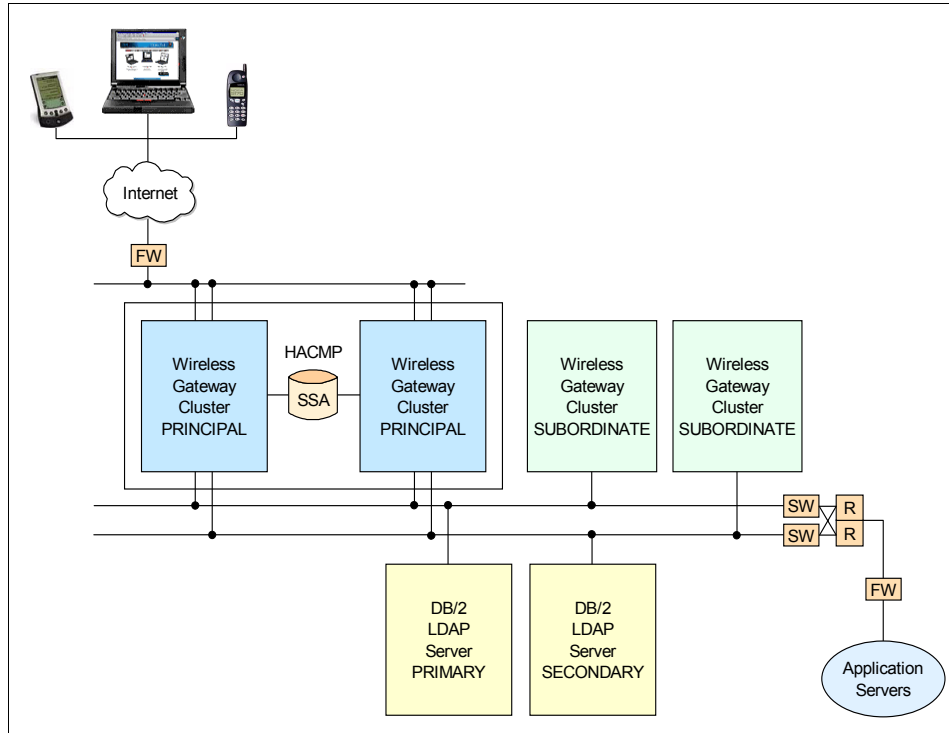 Internet
FW
Wireless
Gateway
Cluster
PRINCIPAL
HACMP
SSA
Wireless
Gateway
Cluster
PRINCIPAL
Wireless
Gateway
Cluster
SUBORDINATE
Wireless
Gateway
Cluster
SUBORDINATE
SW
R
SW
R
FW
DB/2
LDAP
Server
PRIMARY
DB/2
LDAP
Server
SECONDARY
Application
Servers